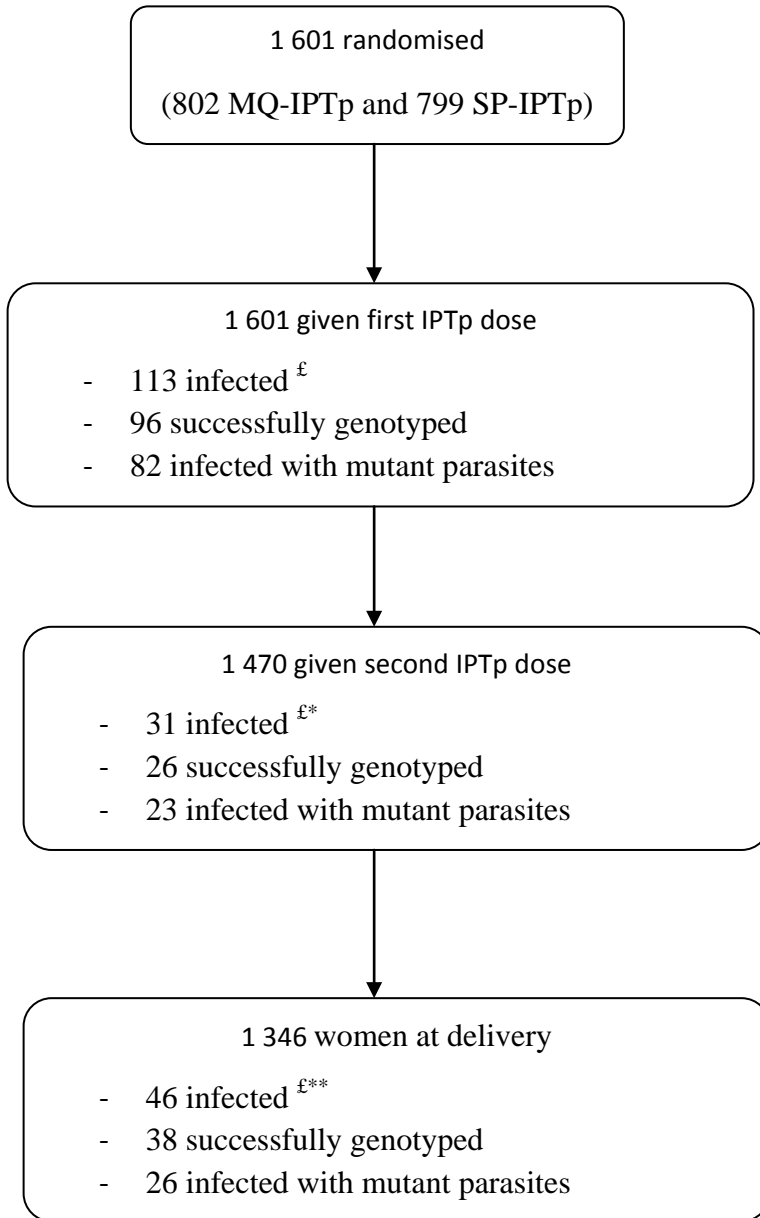 1 601 randomised
(802 MQ-IPTp and 799 SP-IPTp)
1 601 given first IPTp dose
- 113 infected £
- 96 successfully genotyped
- 82 infected with mutant parasites
1 470 given second IPTp dose
- 31 infected £*
- 26 successfully genotyped
- 23 infected with mutant parasites
1 346 women at delivery
- 46 infected £**
- 38 successfully genotyped
- 26 infected with mutant parasites